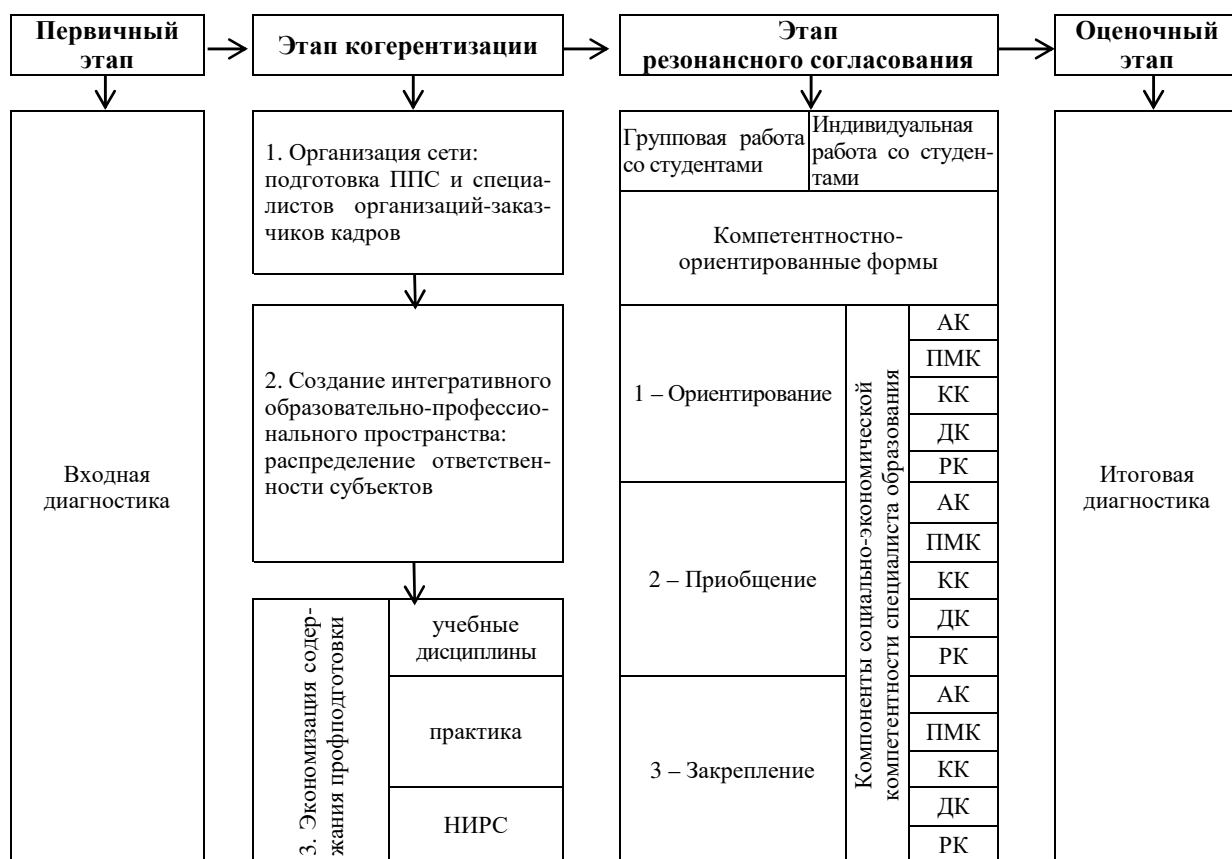 Первичный
этап
Этап когерентизации
Этап
резонансного согласования
Оценочный
этап
Входная
диагностика
1. Организация сети:
подготовка ППС и специа-
листов организаций-заказ-
чиков кадров
2. Создание интегративного
образовательно-профессио-
нального пространства:
распределение ответствен-
ности субъектов
3. Экономизация содер-
жания профподготовки
учебные
дисциплины
практика
НИРС
Групповая работа
со студентами
Индивидуальная
работа со студен-
тами
Компетентностно-
ориентированные формы
1 – Ориентирование
2 – Приобщение
3 – Закрепление
Компоненты социально-экономической
компетентности специалиста образования
АК
ПМК
КК
ДК
РК
АК
ПМК
КК
ДК
РК
АК
ПМК
КК
ДК
РК
Итоговая
диагностика